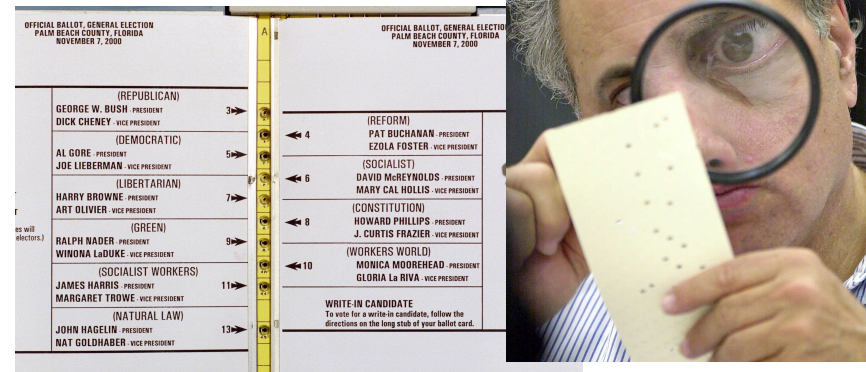 OFFICIAL BALLOT, GENERAL ELECTION
PALM BEACH COUNTY, FLORIDA
NOVEMBER 7, 2000
(REPUBLICAN)
GEORGE W. BUSH - PRESIDENT
DICK CHENEY - VICE PRESIDENT
3
(DEMOCRATIC)
AL GORE - PRESIDENT
JOE LIEBERMAN - VICE PRESIDENT
5
(LIBERTARIAN)
HARRY BROWNE - PRESIDENT
ART OLIVIER - VICE PRESIDENT
7
(GREEN)
RALPH NADER - PRESIDENT
WINONA LaDUKE - VICE PRESIDENT
9
(SOCIALIST WORKERS)
JAMES HARRIS - PRESIDENT
MARGARET TROWE - VICE PRESIDENT
11
(NATURAL LAW)
JOHN HAGELIN - PRESIDENT
NAT GOLDHABER - VICE PRESIDENT
13
es will
electors.)
A
OFFICIAL BALLOT, GENERAL ELECTIO
PALM BEACH COUNTY, FLORIDA
NOVEMBER 7, 2000
(REFORM)
4 PAT BUCHANAN - PRESIDENT
EZOLA FOSTER - VICE PRESIDENT
(SOCIALIST)
6 DAVID McREYNOLDS - PRESIDENT
MARY CAL HOLLIS - VICE PRESIDENT
(CONSTITUTION)
8 HOWARD PHILLIPS - PRESIDENT
J. CURTIS FRAZIER - VICE PRESIDENT
(WORKERS WORLD)
10 MONICA MOOREHEAD - PRESIDENT
GLORIA La RIVA - VICE PRESIDENT
WRITE-IN CANDIDATE
To vote for a write-in candidate, follow the
directions on the long stub of your ballot card.